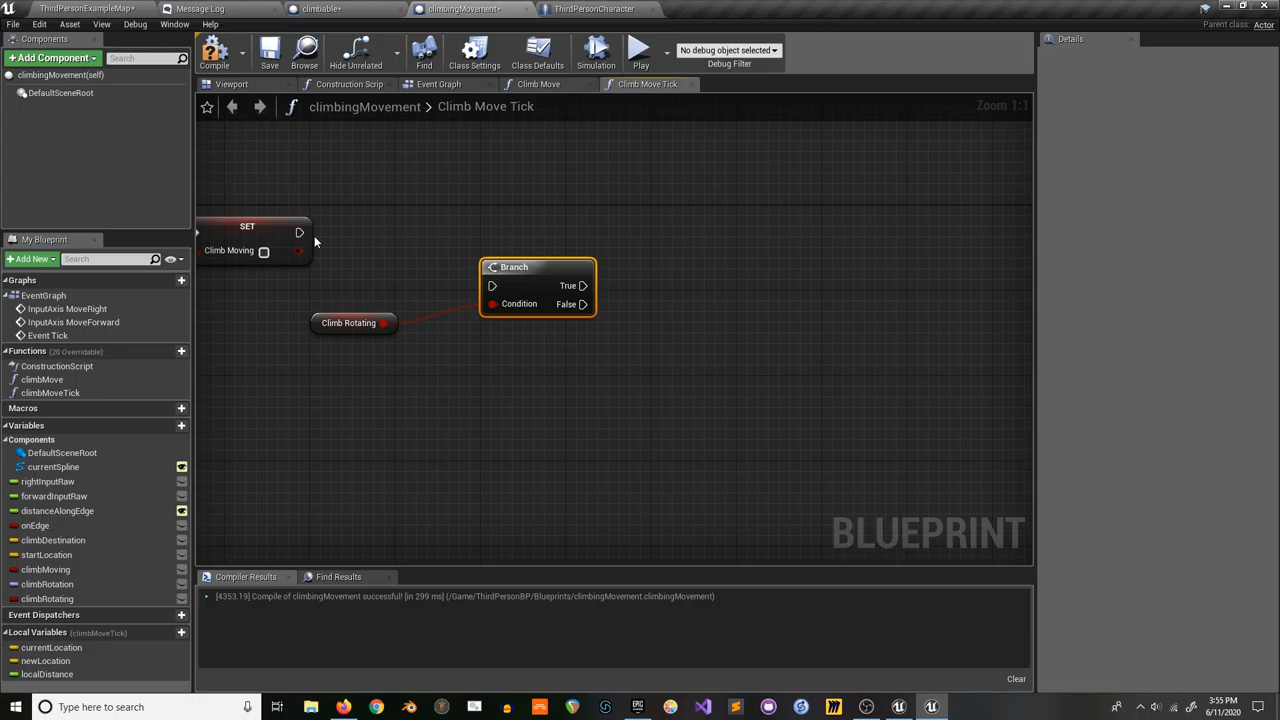 ThirdPersonExampleMap*
Message Log
climbable*
climbingMovement*
ThirdPersonCharacter
File Edit Asset View Debug Window Help
Parent class: Actor
Components
Add Component
Search
climbingMovement(self)
DefaultSceneRoot
Compile
Save
Browse
Hide Unrelated
Find
Class Settings
Class Defaults
Simulation
Play
No debug object selected
Debug Filter
Details
Viewport
Construction Scrip
Event Graph
Climb Move
Climb Move Tick
climbingMovement > Climb Move Tick
Zoom 1:1
SET
Climb Moving
Climb Rotating
Branch
True
Condition
False
BLUEPRINT
My Blueprint
Add New
Search
Graphs
EventGraph
InputAxis MoveRight
InputAxis MoveForward
Event Tick
Functions (20 Overridable)
ConstructionScript
climbMove
climbMoveTick
Macros
Variables
Components
DefaultSceneRoot
currentSpline
rightInputRaw
forwardInputRaw
distanceAlongEdge
onEdge
climbDestination
startLocation
climbMoving
climbRotation
climbRotating
Event Dispatchers
Local Variables (climbMoveTick)
currentLocation
newLocation
localDistance
Compiler Results
Find Results
[4353.19] Compile of climbingMovement successful! [in 299 ms] (/Game/ThirdPersonBP/Blueprints/climbingMovement.climbingMovement)
Clear
Type here to search
3:55 PM
6/11/2020